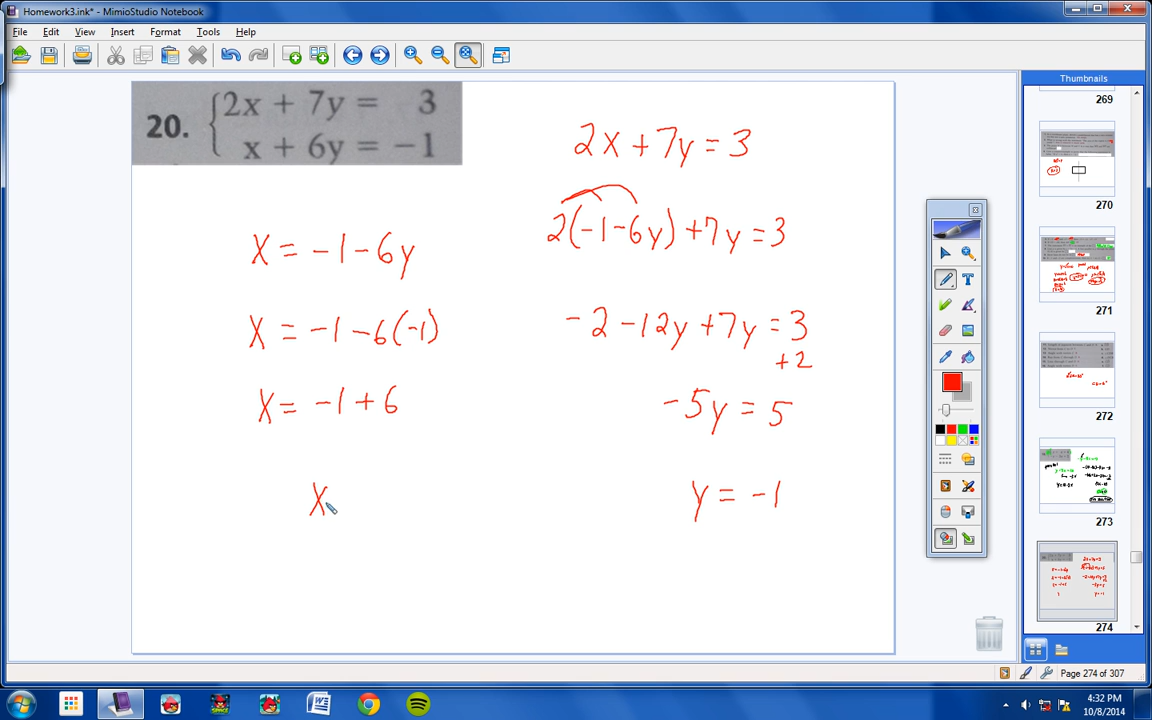 Homework3.ink* - MimioStudio Notebook
File Edit View Insert Format Tools Help
Thumbnails
20. {2x + 7y = 3
x + 6y = -1
2x + 7y = 3
2(-1-6y) + 7y = 3
x = -1 - 6y
x = -1 - 6(-1)
-2 - 12y + 7y = 3
+2
x = -1 + 6
-5y = 5
x
y = -1
269
270
271
272
273
274
Page 274 of 307
4:32 PM
10/8/2014